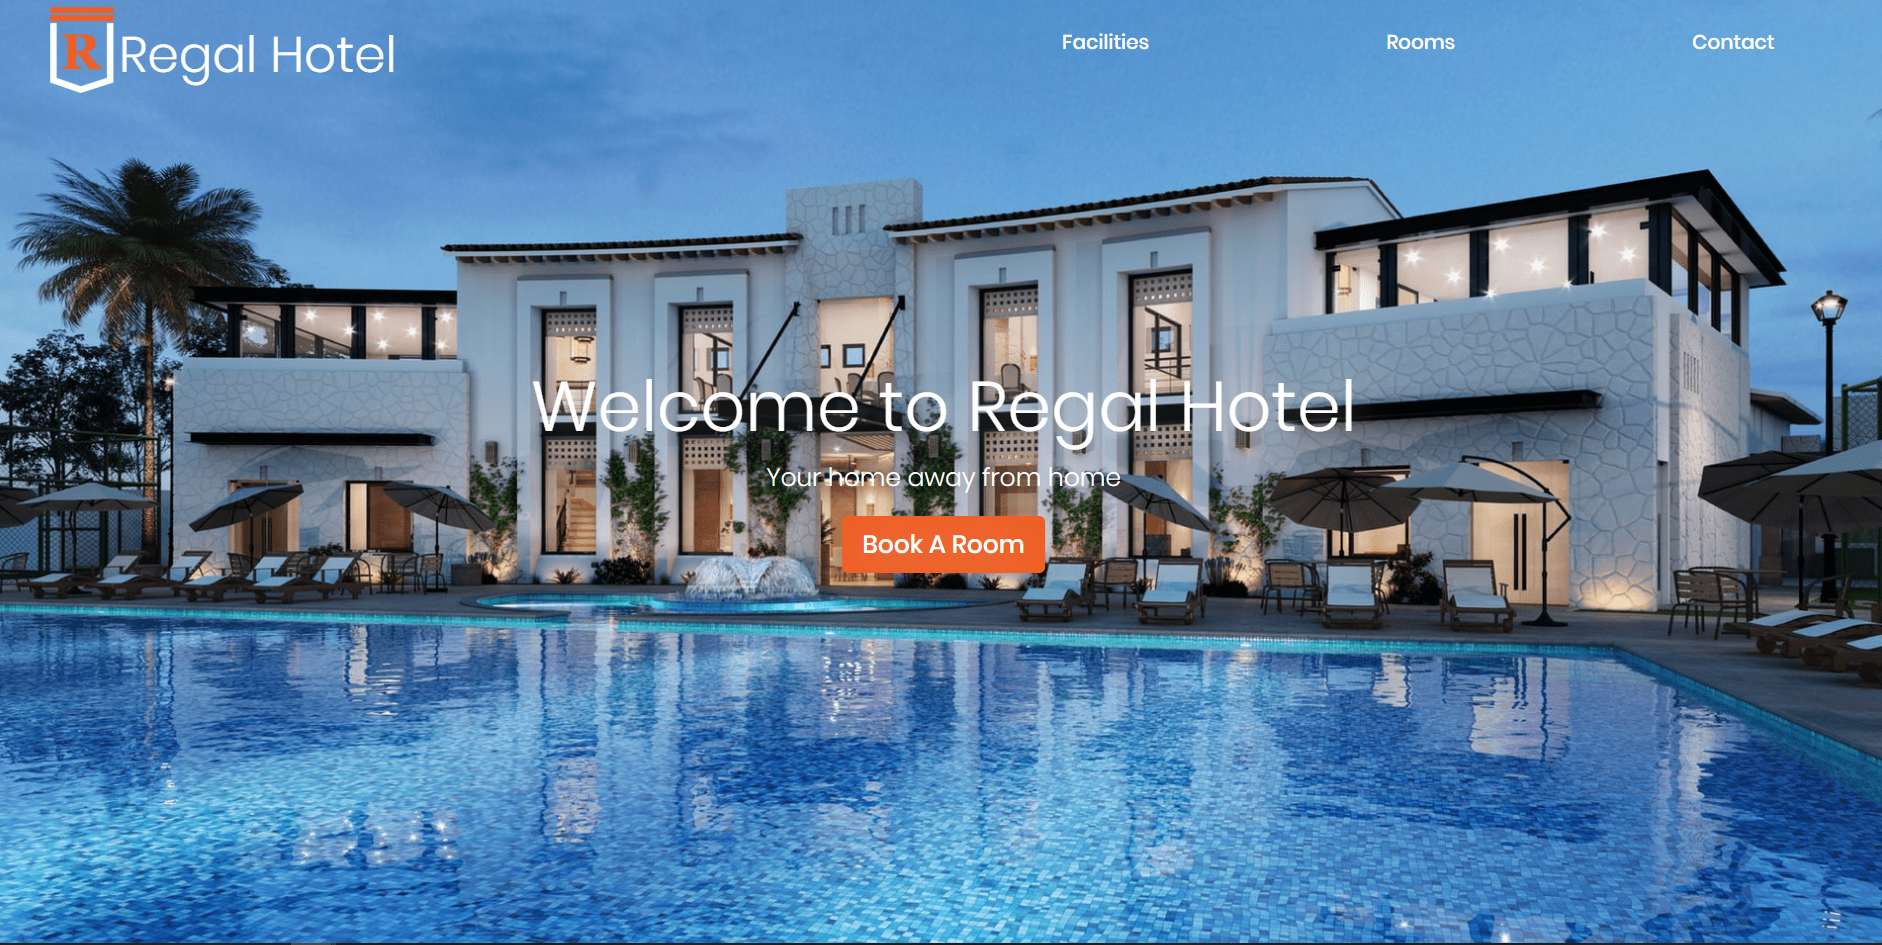 R
Regal Hotel
Facilities
Rooms
Contact
Welcome to Regal Hotel
Your home away from home
Book A Room